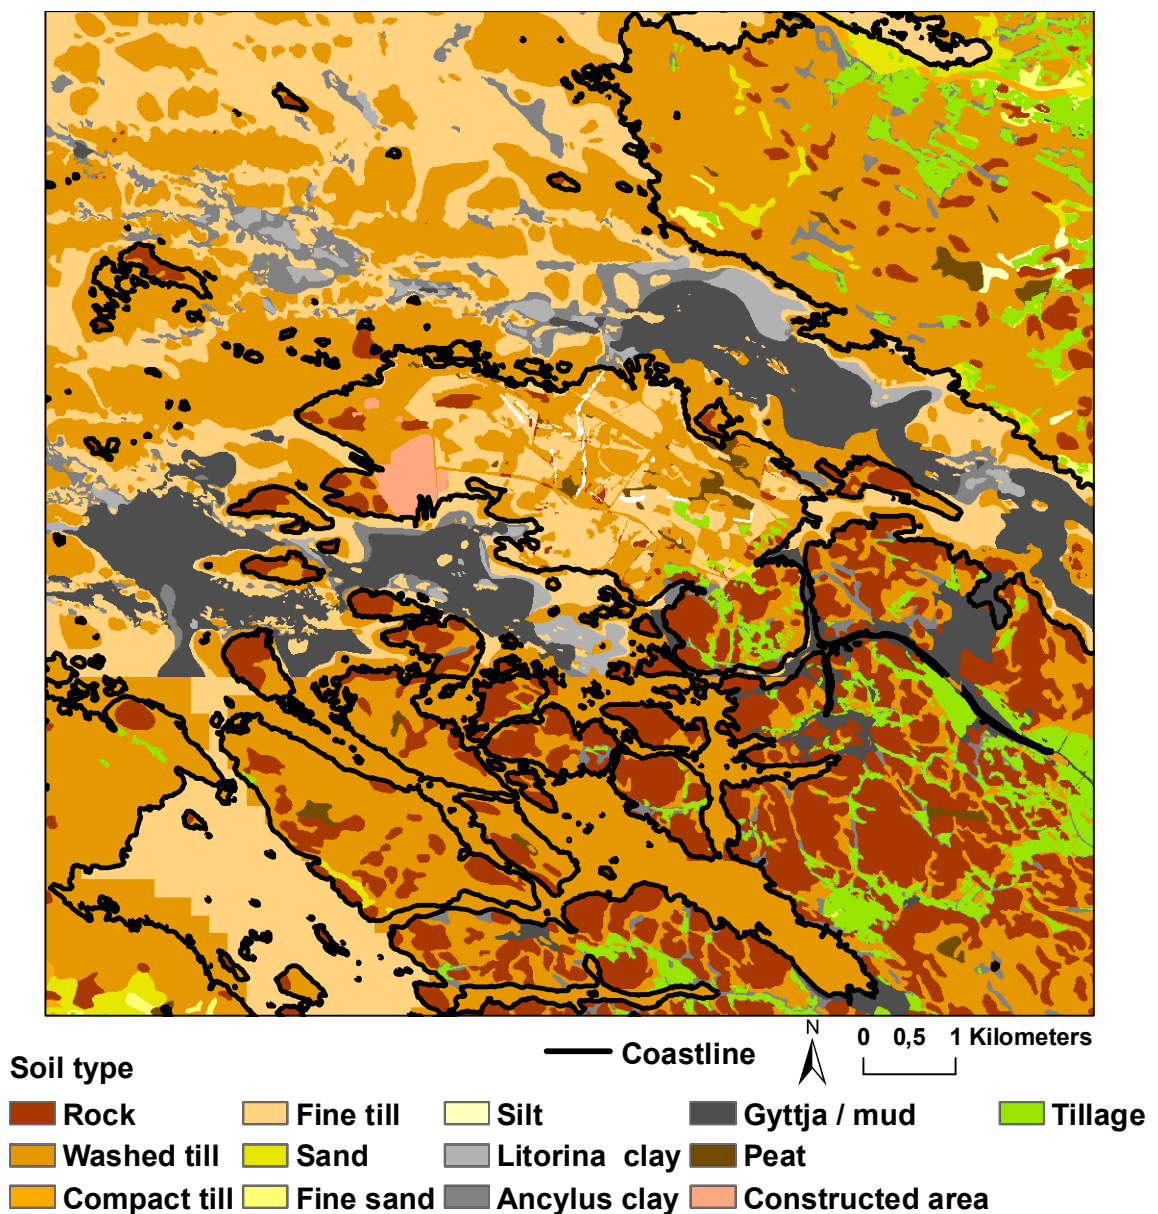 N
0 0,5 1 Kilometers
Coastline
Soil type
Rock Fine till Silt Gyttja / mud Tillage
Washed till Sand Litorina clay Peat
Compact till Fine sand Ancylus clay Constructed area